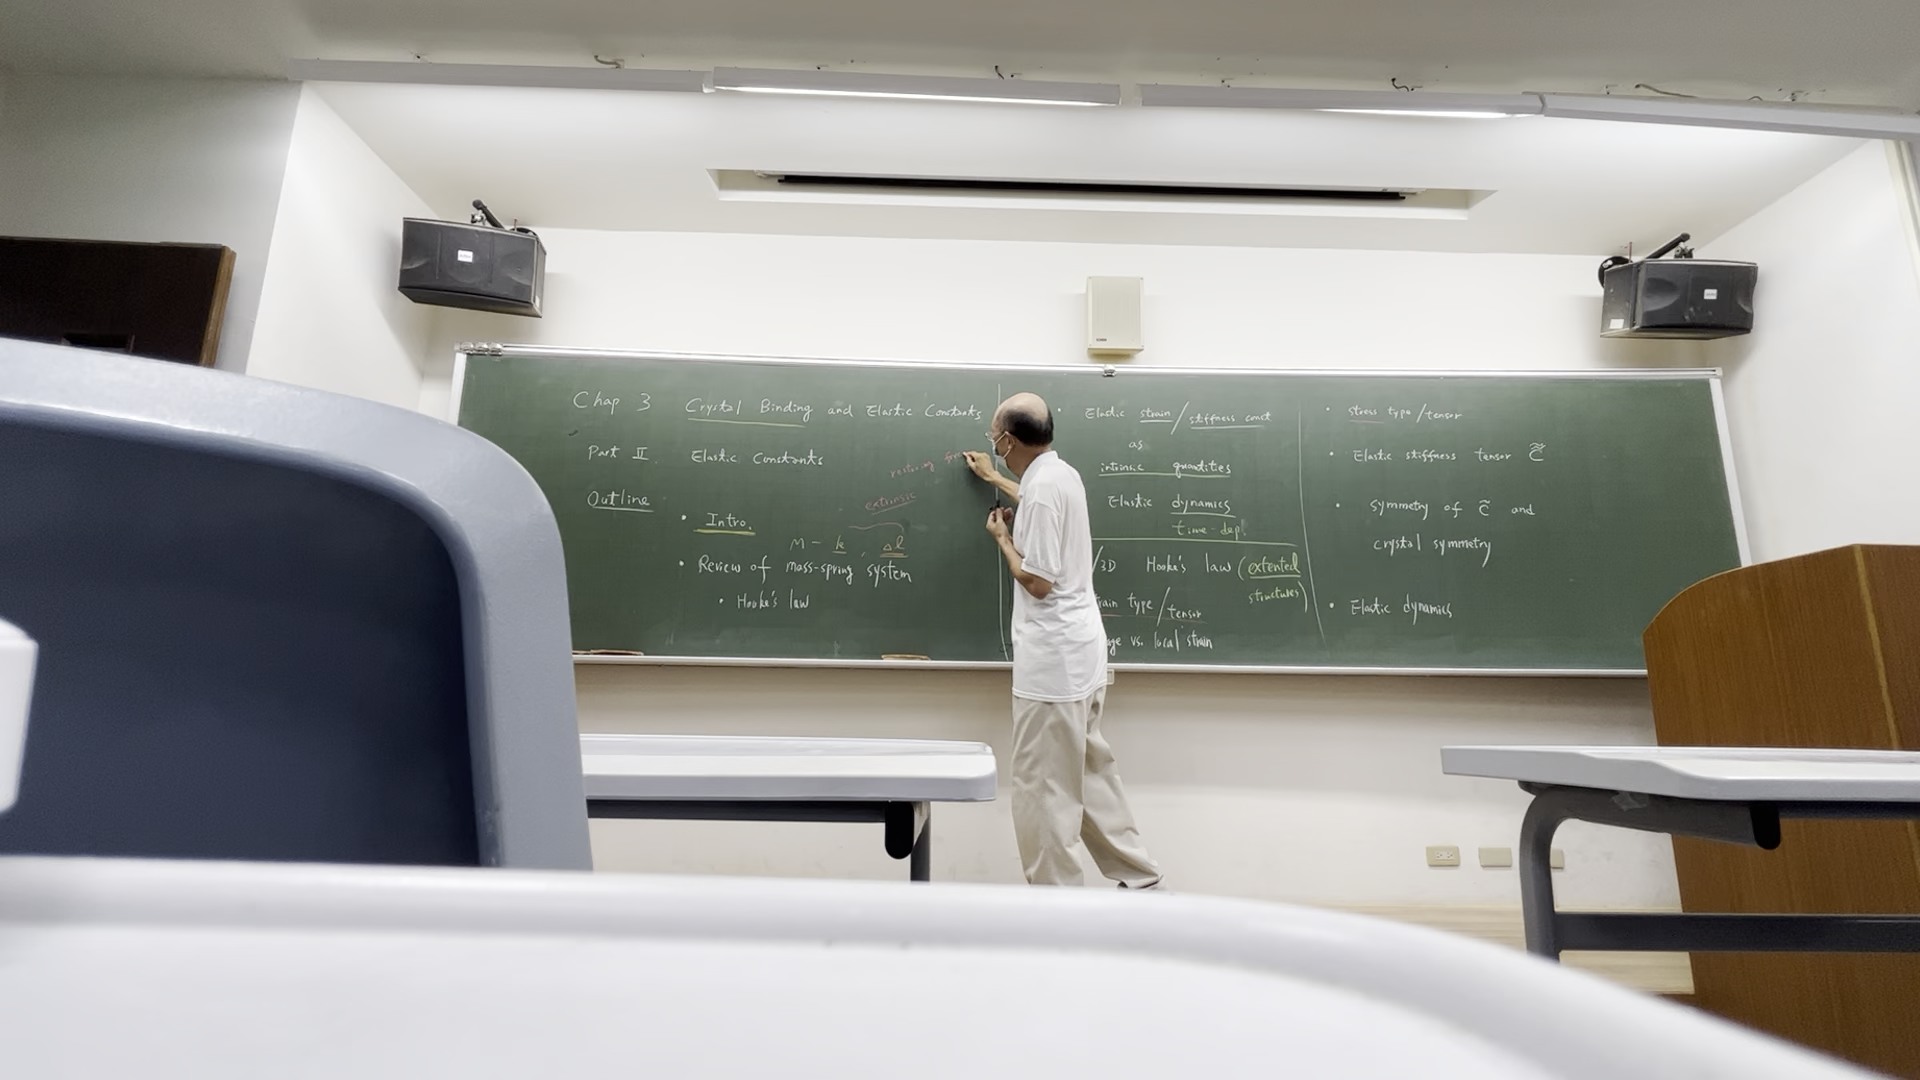 Chap 3 Crystal Binding and Elastic Constants
Part II Elastic Constants
restoring
Outline
extrinsic
• Intro.
M - k , Δl
• Review of mass-spring system
• Hooke's law
• Elastic strain / stiffness const
as
intrinsic quantities
Elastic dynamics
time-dep.
/3D Hooke's law (extented
structures)
type / tensor
vs. local strain
• stress type / tensor
• Elastic stiffness tensor C̃̃
• symmetry of C̃ and
crystal symmetry
• Elastic dynamics